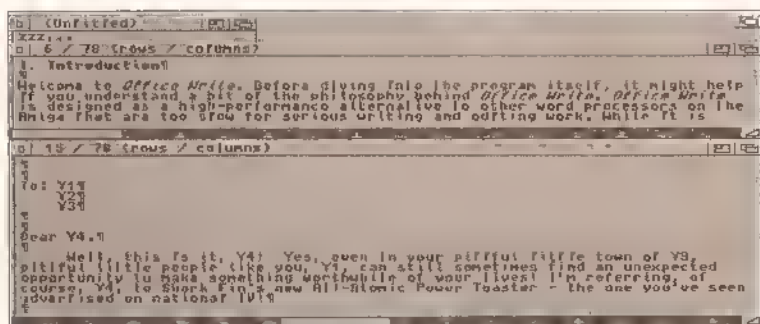 (Untitled)
zzz
6 / 78 (rows / columns)
1. Introduction¶
¶
Welcome to Office Write. Before diving into the program itself, it might help
if you understand a bit of the philosophy behind Office Write. Office Write
is designed as a high-performance alternative to other word processors on the
Amiga that are too slow for serious writing and editing work. While it is
15 / 78 (rows / columns)
¶
¶
To: Y1¶
Y2¶
Y3¶
¶
Dear Y4,¶
¶
Well, this is it, Y4! Yes, even in your pitiful little town of Y3,
pitiful little people like you, Y1, can still sometimes find an unexpected
opportunity to make something worthwhile of your lives! I'm referring, of
course, Y4, to Shark Fin's new All-Atomic Power Toaster - the one you've seen
advertised on national TV!¶
¶